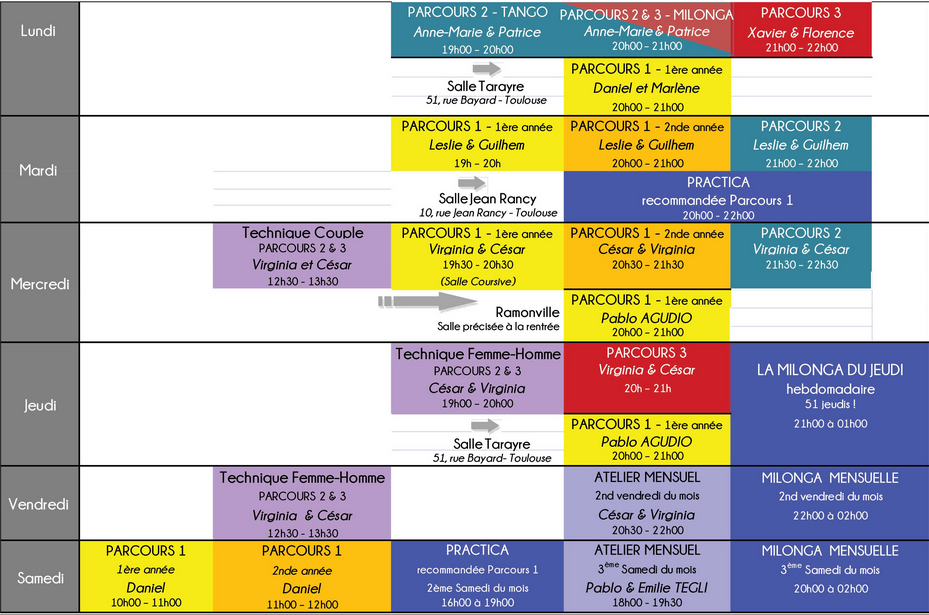 Lundi
PARCOURS 2 - TANGO
Anne-Marie & Patrice
19h00 - 20h00
PARCOURS 2 & 3 - MILONGA
Anne-Marie & Patrice
20h00 - 21h00
PARCOURS 3
Xavier & Florence
21h00 - 22h00
Salle Tarayre
51, rue Bayard - Toulouse
PARCOURS 1 - 1ère année
Daniel et Marlène
20h00 - 21h00
Mardi
PARCOURS 1 - 1ère année
Leslie & Guilhem
19h - 20h
PARCOURS 1 - 2nde année
Leslie & Guilhem
20h00 - 21h00
PARCOURS 2
Leslie & Guilhem
21h00 - 22h00
Salle Jean Rancy
10, rue Jean Rancy - Toulouse
PRACTICA
recommandée Parcours 1
20h00 - 22h00
Mercredi
Technique Couple
PARCOURS 2 & 3
Virginia et César
12h30 - 13h30
PARCOURS 1 - 1ère année
Virginia & César
19h30 - 20h30
(Salle Coursive)
PARCOURS 1 - 2nde année
César & Virginia
20h30 - 21h30
PARCOURS 2
Virginia & César
21h30 - 22h30
Ramonville
Salle précisée à la rentrée
PARCOURS 1 - 1ère année
Pablo AGUDIO
20h00 - 21h00
Jeudi
Technique Femme-Homme
PARCOURS 2 & 3
César & Virginia
19h00 - 20h00
PARCOURS 3
Virginia & César
20h - 21h
LA MILONGA DU JEUDI
hebdomadaire
51 jeudis !
21h00 à 01h00
Salle Tarayre
51, rue Bayard- Toulouse
PARCOURS 1 - 1ère année
Pablo AGUDIO
20h00 - 21h00
Vendredi
Technique Femme-Homme
PARCOURS 2 & 3
Virginia & César
12h30 - 13h30
ATELIER MENSUEL
2nd vendredi du mois
César & Virginia
20h30 - 22h00
MILONGA MENSUELLE
2nd vendredi du mois
22h00 à 02h00
Samedi
PARCOURS 1
1ère année
Daniel
10h00 - 11h00
PARCOURS 1
2nde année
Daniel
11h00 - 12h00
PRACTICA
recommandée Parcours 1
2ème Samedi du mois
16h00 à 19h00
ATELIER MENSUEL
3ème Samedi du mois
Pablo & Emilie TEGLI
18h00 - 19h30
MILONGA MENSUELLE
3ème Samedi du mois
20h00 à 02h00